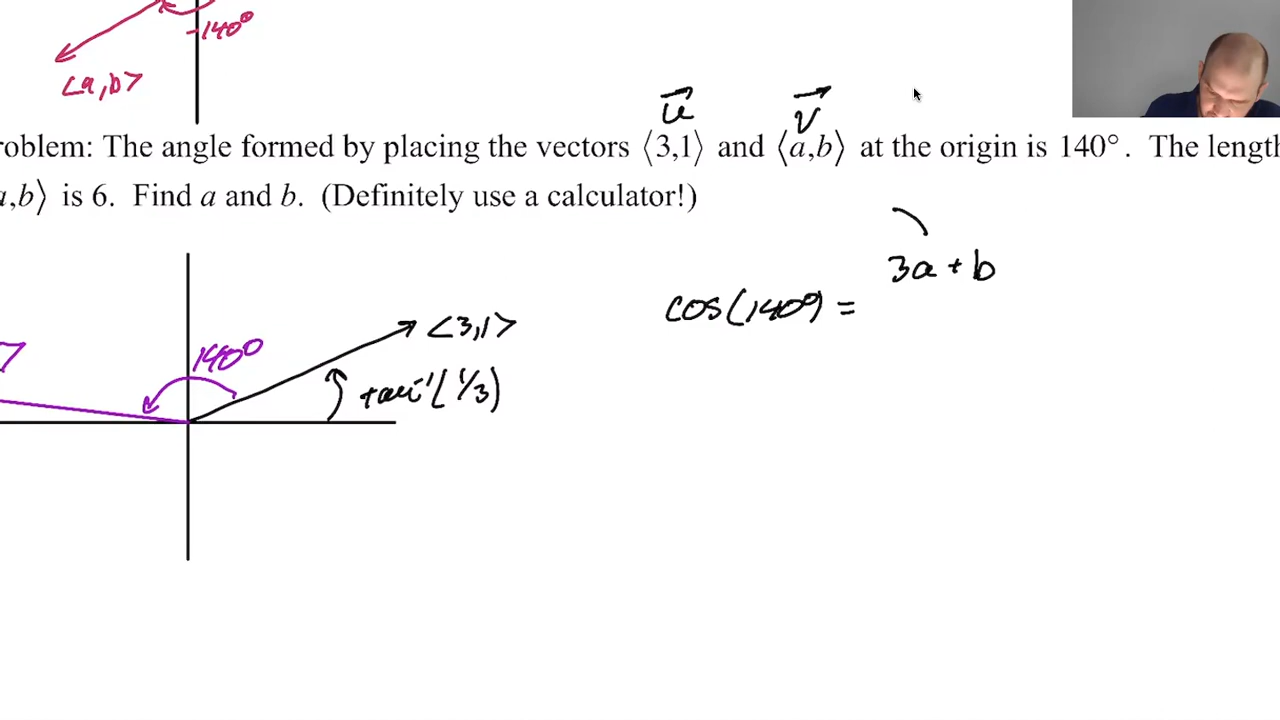 -140°
<a,b>
u v
roblem: The angle formed by placing the vectors ⟨3,1⟩ and ⟨a,b⟩ at the origin is 140°. The length
a,b⟩ is 6. Find a and b. (Definitely use a calculator!)
3a + b
cos(140°) =
<3,1>
140°
tan⁻¹(1/3)